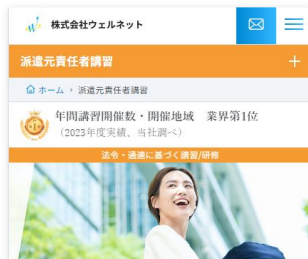 株式会社ウェルネット
派遣元責任者講習
ホーム > 派遣元責任者講習
年間講習開催数・開催地域 業界第1位
(2023年度実績、当社調べ)
法令・通達に基づく講習/研修